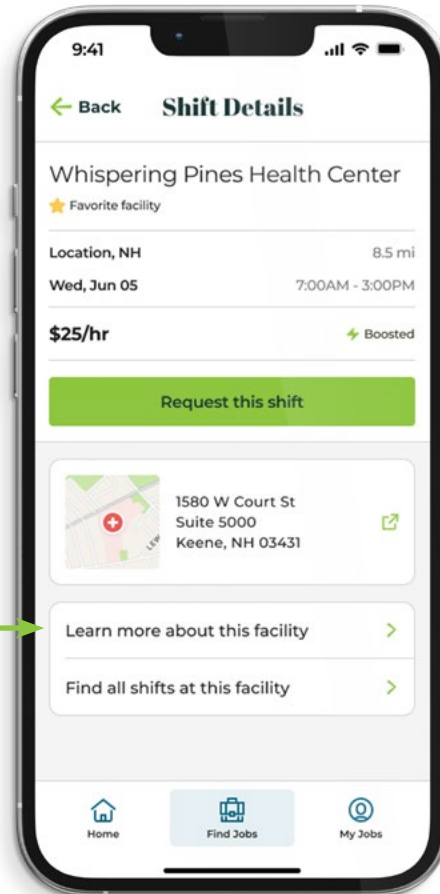 9:41
Back
Shift Details
Whispering Pines Health Center
Favorite facility
Location, NH 8.5 mi
Wed, Jun 05 7:00AM - 3:00PM
$25/hr Boosted
Request this shift
1580 W Court St
Suite 5000
Keene, NH 03431
LEW
Learn more about this facility
Find all shifts at this facility
Home
Find Jobs
My Jobs